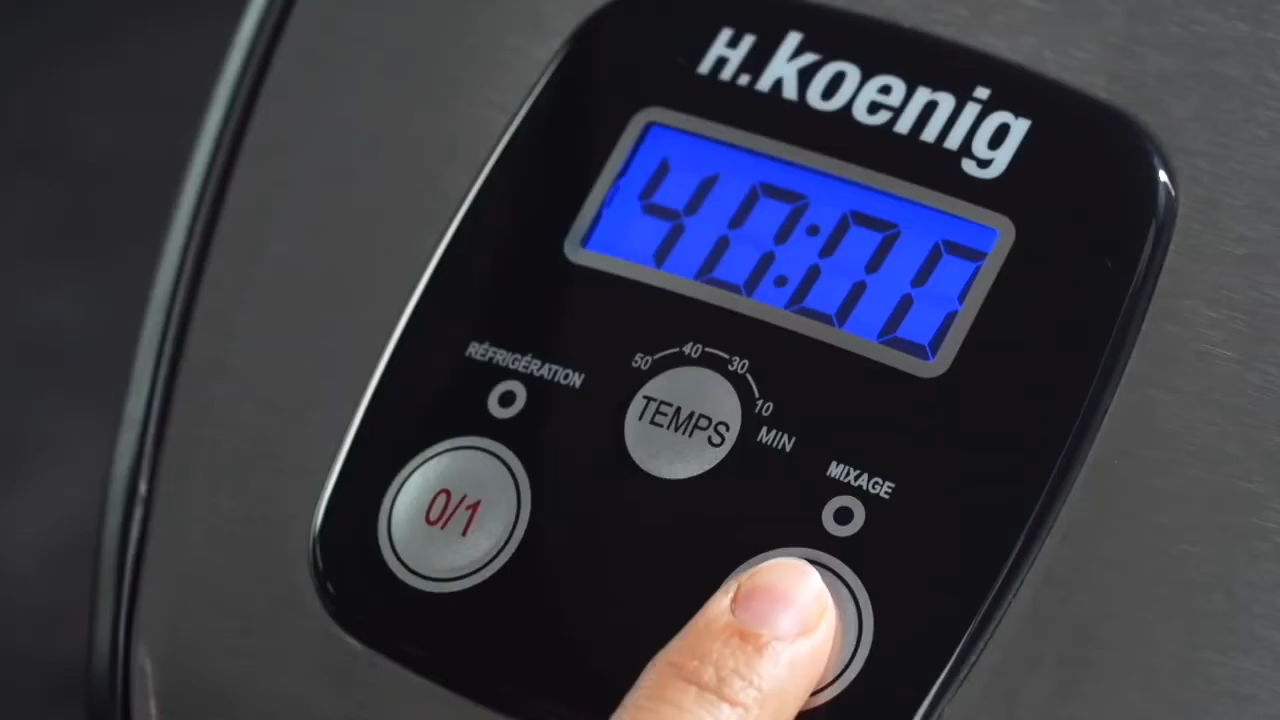 H.koenig
40:00
RÉFRIGÉRATION
50 40 30 10
TEMPS
MIN
MIXAGE
0/1